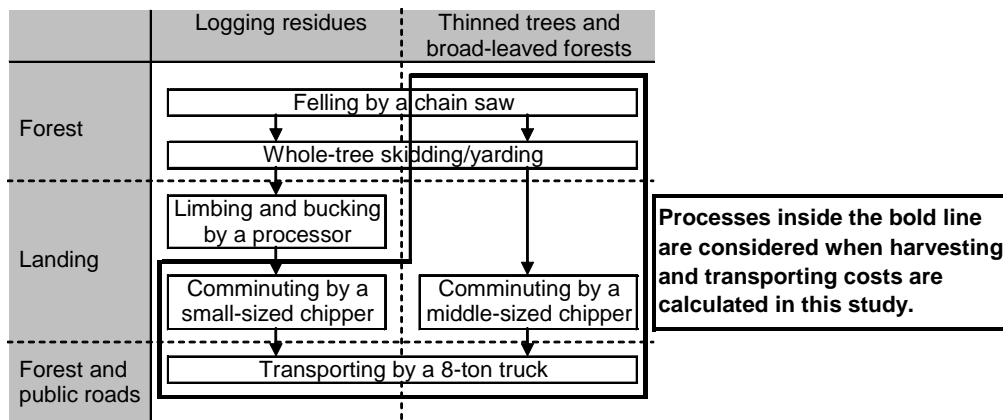 Logging residues
Thinned trees and
broad-leaved forests
Forest
Felling by a chain saw
Whole-tree skidding/yarding
Landing
Limbing and bucking
by a processor
Comminuting by a
small-sized chipper
Comminuting by a
middle-sized chipper
Forest and
public roads
Transporting by a 8-ton truck
Processes inside the bold line
are considered when harvesting
and transporting costs are
calculated in this study.